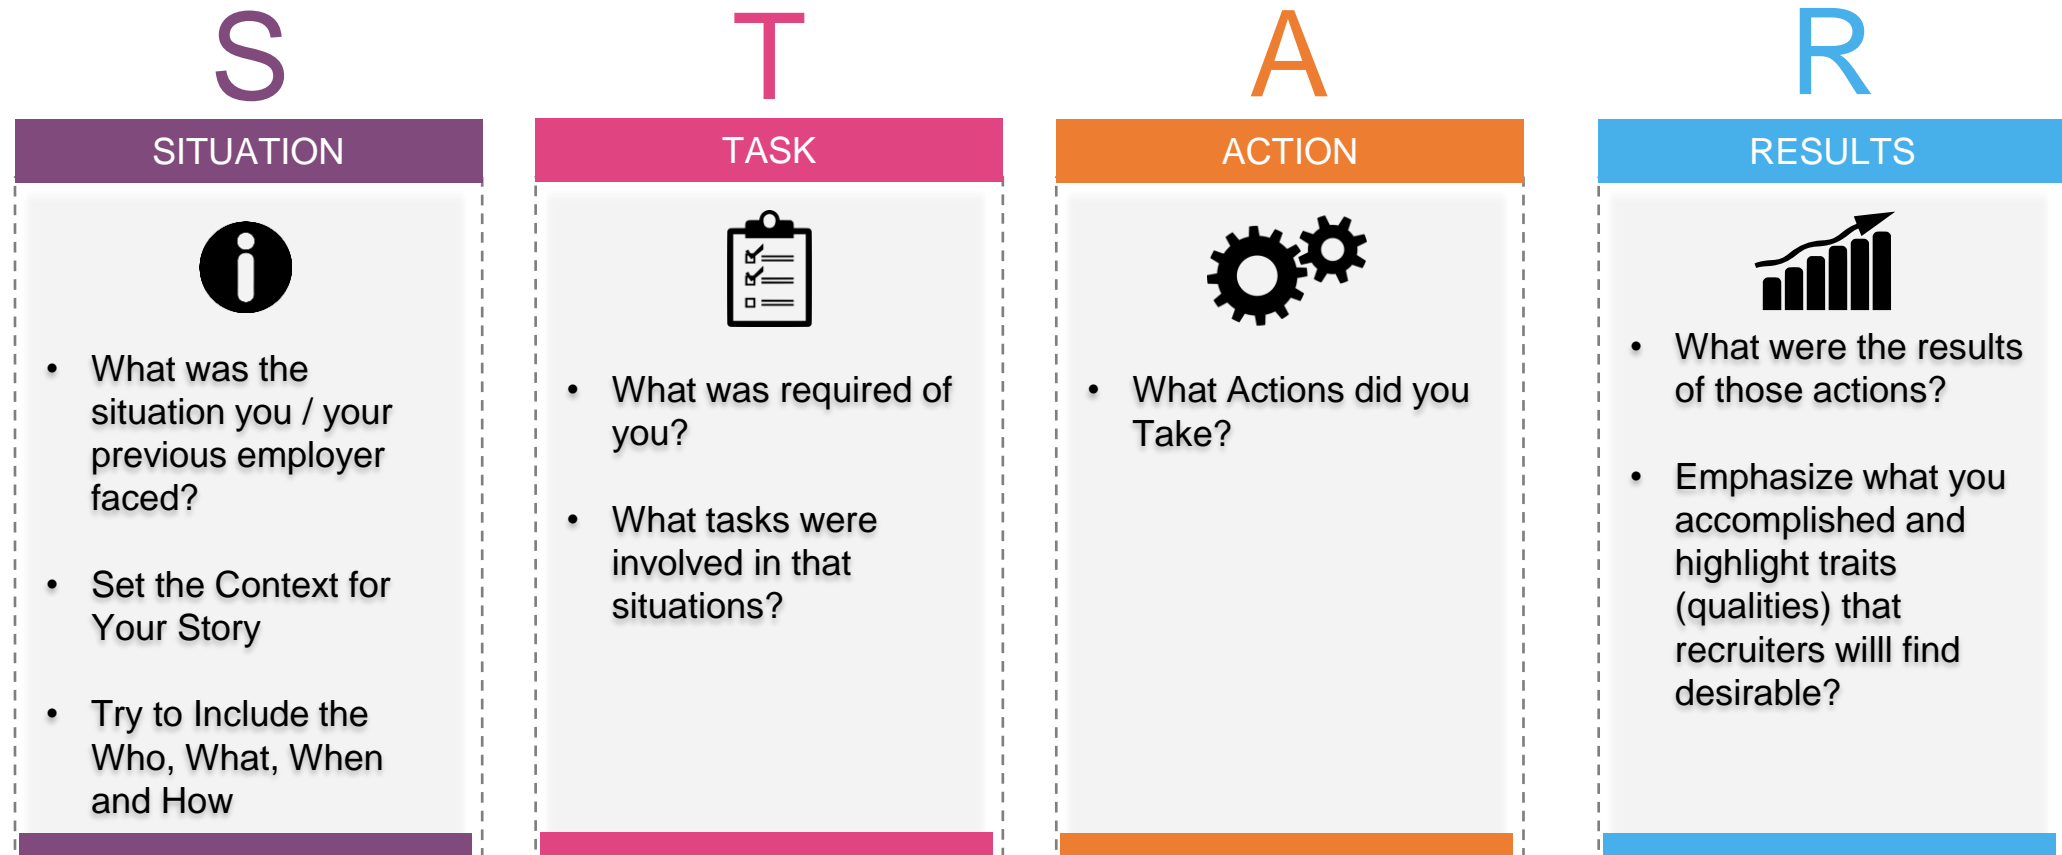 S
SITUATION
• What was the
situation you / your
previous employer
faced?
• Set the Context for
Your Story
• Try to Include the
Who, What, When
and How
T
TASK
• What was required of
you?
• What tasks were
involved in that
situations?
A
ACTION
• What Actions did you
Take?
R
RESULTS
• What were the results
of those actions?
• Emphasize what you
accomplished and
highlight traits
(qualities) that
recruiters willl find
desirable?